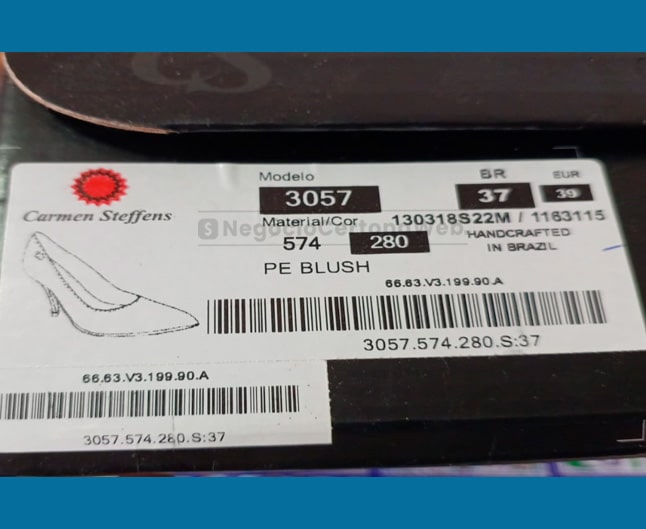 CS
Carmen Steffens
Modelo
3057
BR
37
EUR
39
Material/Cor
130318S22M / 1163115
574 280
HANDCRAFTED
IN BRAZIL
NegocioCertonaWeb
PE BLUSH
66.63.V3.199.90.A
3057.574.280.S:37
66.63.V3.199.90.A
3057.574.280.S:37